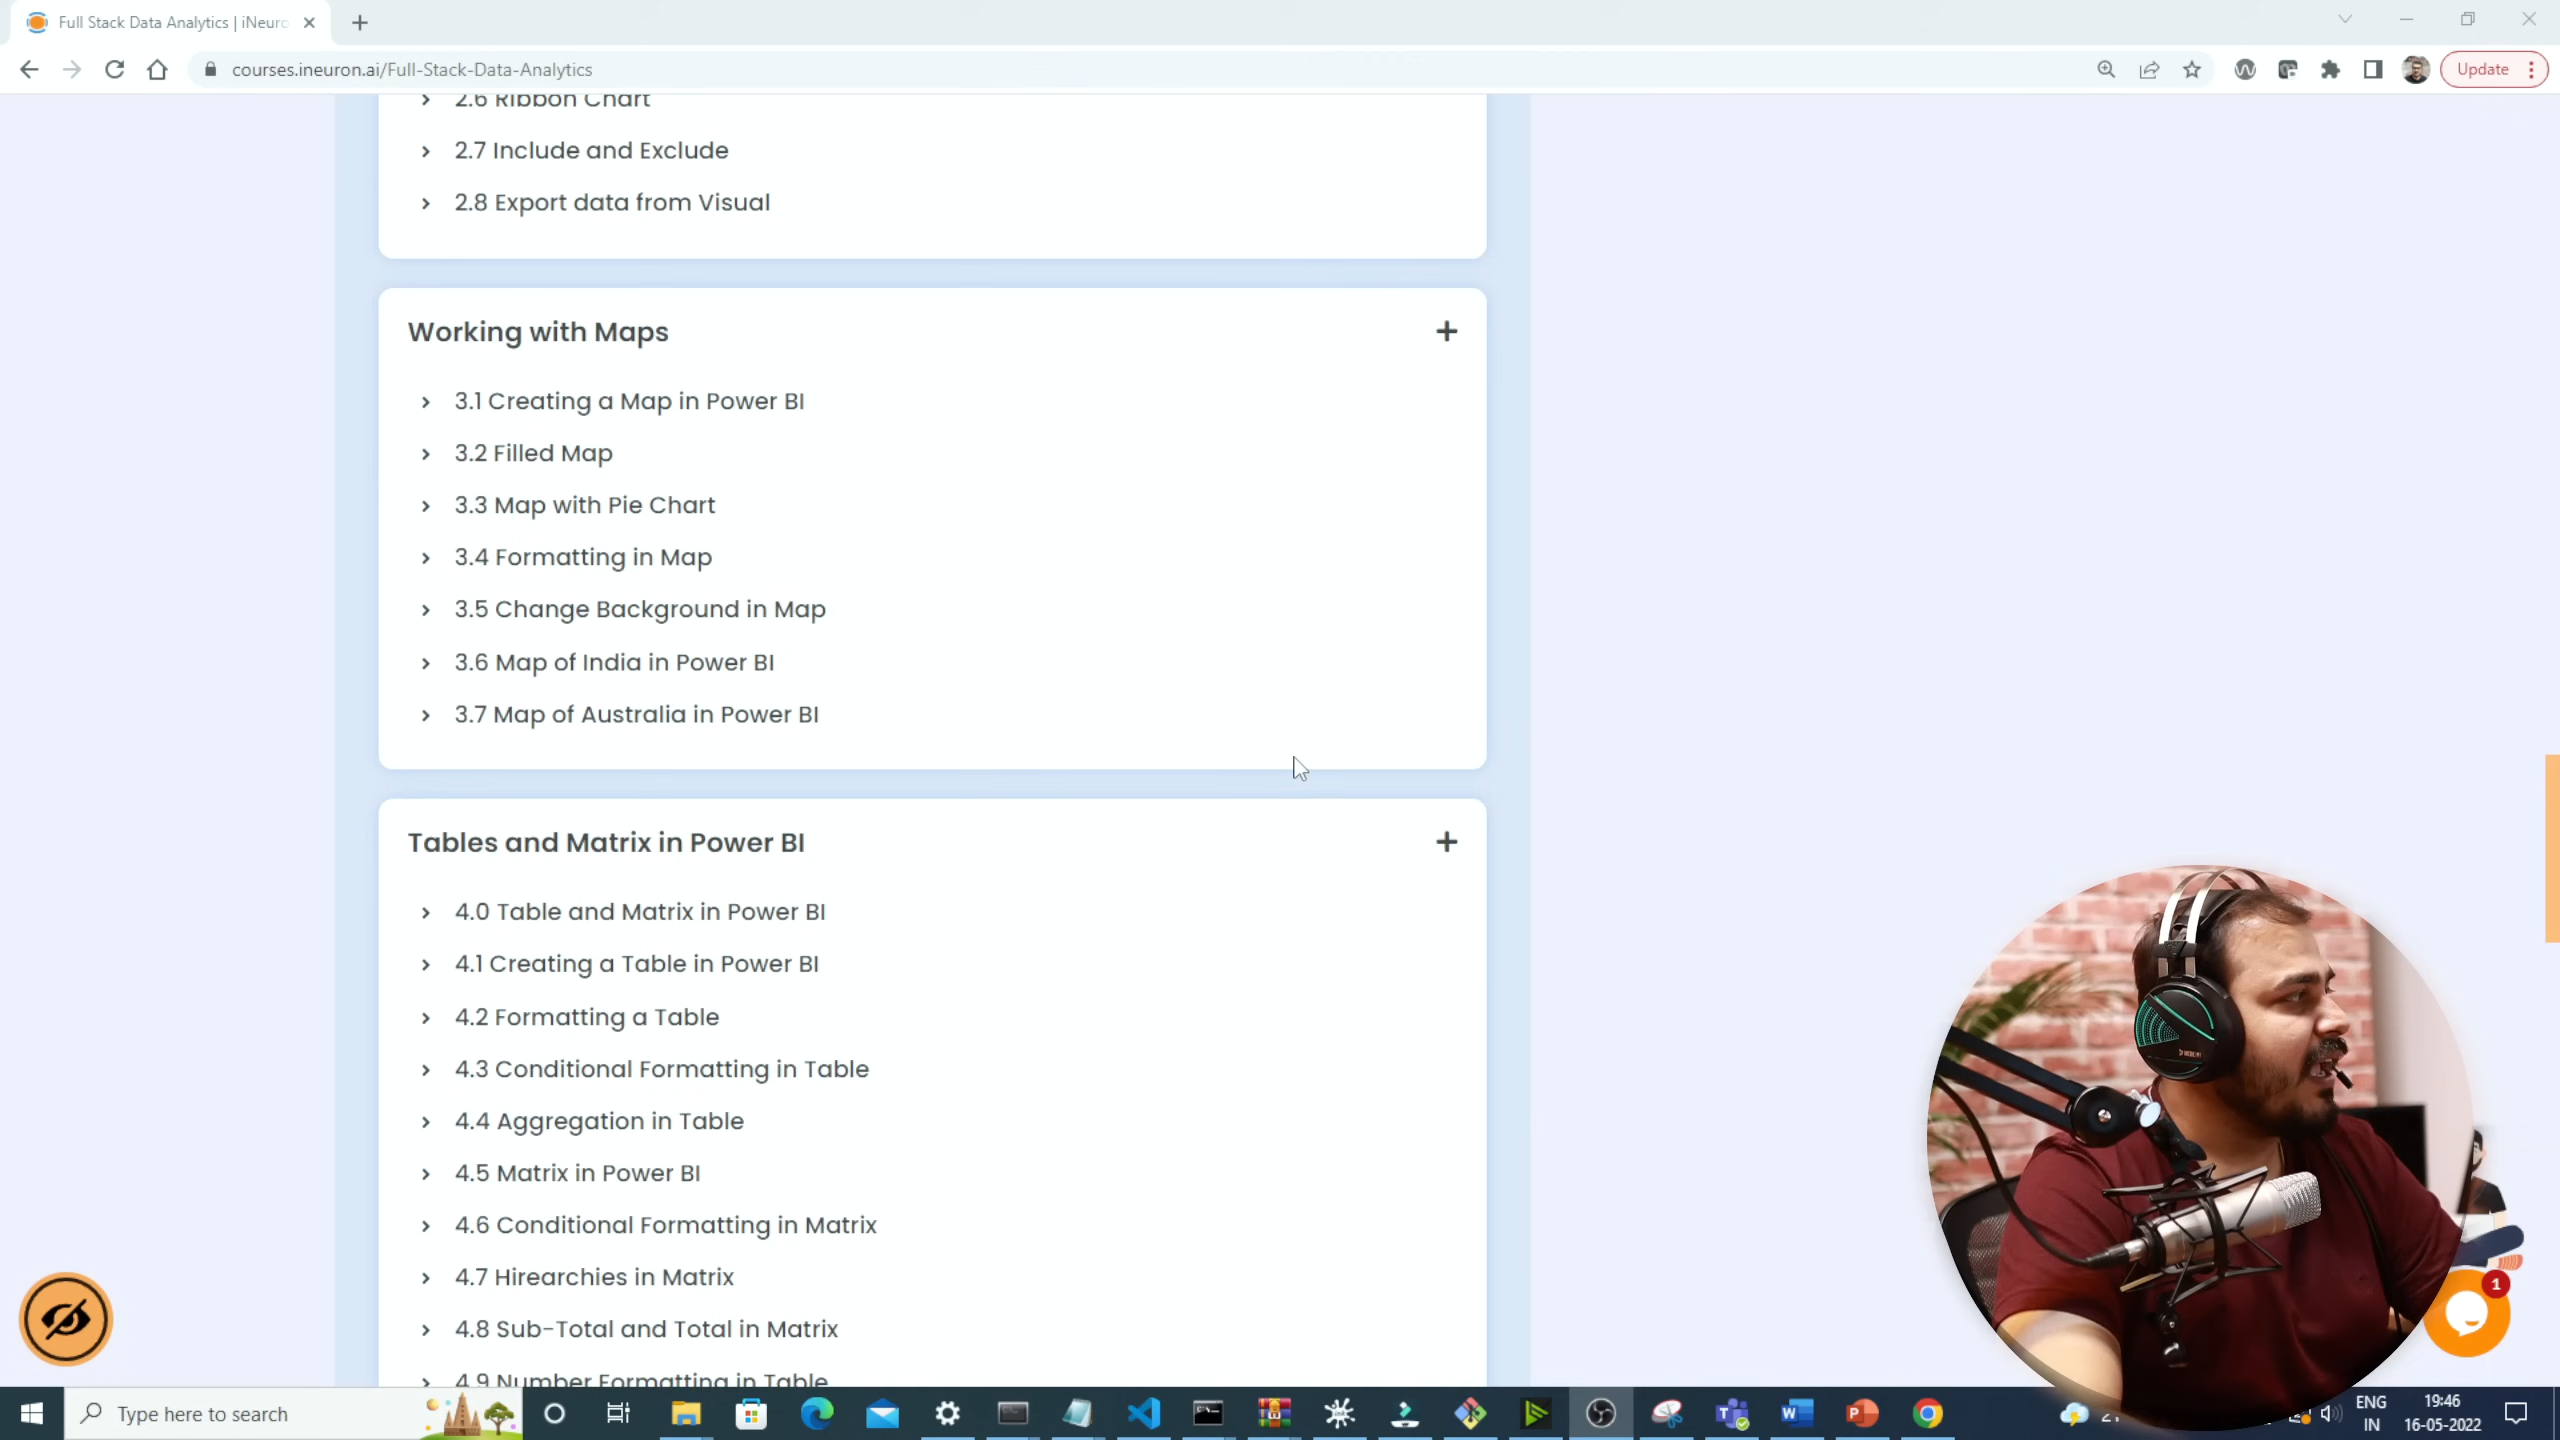 Full Stack Data Analytics | iNeuro
courses.ineuron.ai/Full-Stack-Data-Analytics
Update
2.6 Ribbon Chart
2.7 Include and Exclude
2.8 Export data from Visual
Working with Maps
3.1 Creating a Map in Power BI
3.2 Filled Map
3.3 Map with Pie Chart
3.4 Formatting in Map
3.5 Change Background in Map
3.6 Map of India in Power BI
3.7 Map of Australia in Power BI
Tables and Matrix in Power BI
4.0 Table and Matrix in Power BI
4.1 Creating a Table in Power BI
4.2 Formatting a Table
4.3 Conditional Formatting in Table
4.4 Aggregation in Table
4.5 Matrix in Power BI
4.6 Conditional Formatting in Matrix
4.7 Hirearchies in Matrix
4.8 Sub-Total and Total in Matrix
4.9 Number Formatting in Table
1
Type here to search
ENG
IN
19:46
16-05-2022